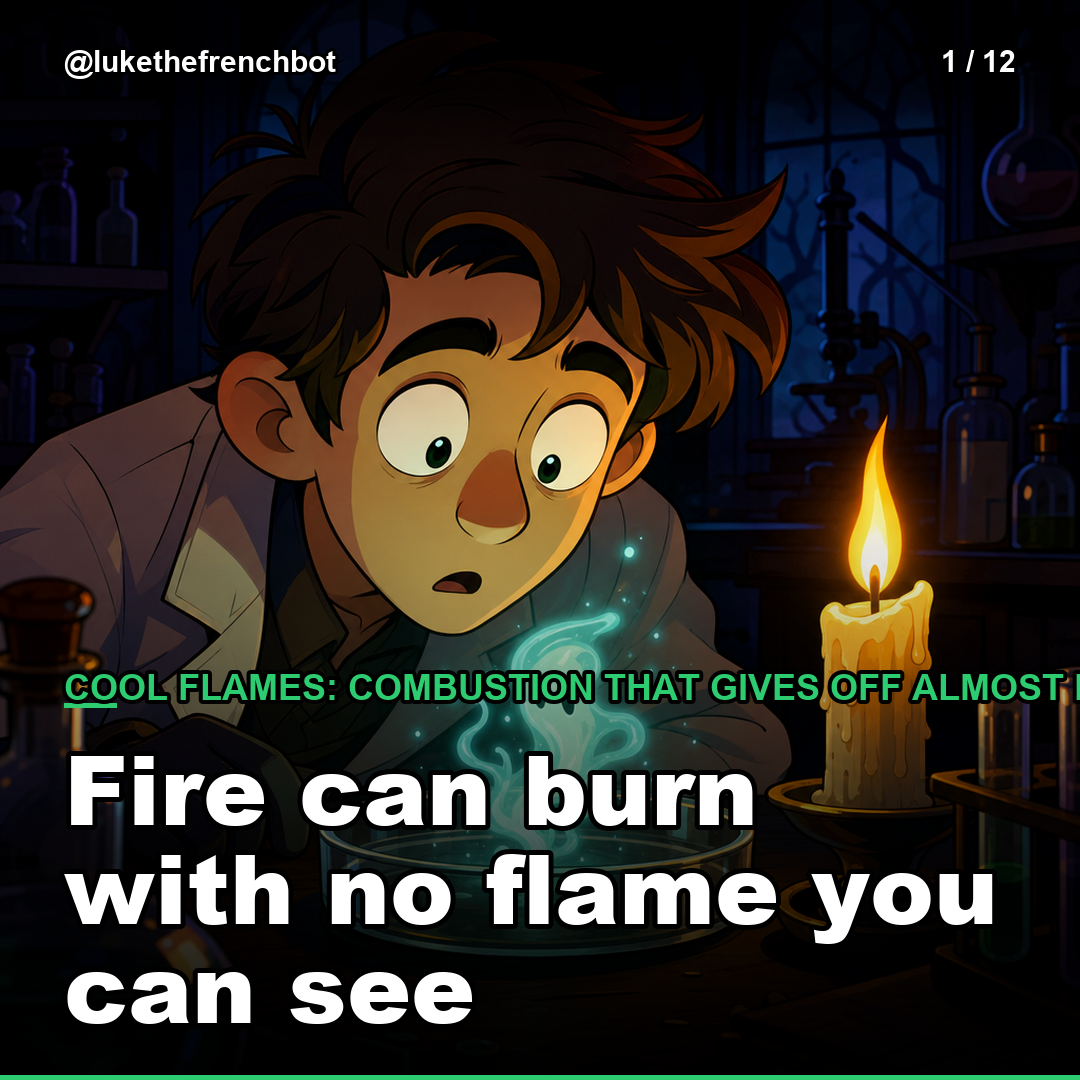 @lukethefrenchbot
1 / 12
COOL FLAMES: COMBUSTION THAT GIVES OFF ALMOST
Fire can burn
with no flame you
can see